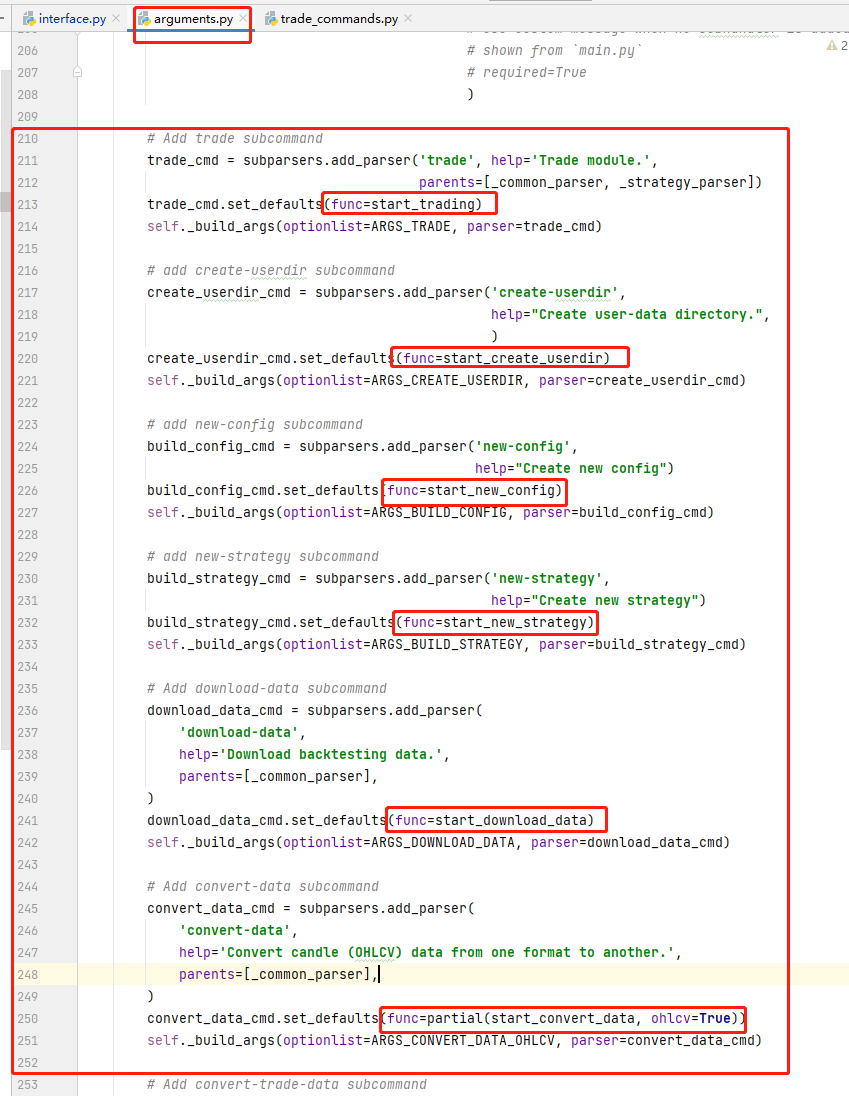 interface.py × arguments.py × trade_commands.py ×
2
206 # shown from `main.py`
207 # required=True
208 )
209
210 # Add trade subcommand
211 trade_cmd = subparsers.add_parser('trade', help='Trade module.',
212 parents=[_common_parser, _strategy_parser])
213 trade_cmd.set_defaults(func=start_trading)
214 self._build_args(optionlist=ARGS_TRADE, parser=trade_cmd)
215
216 # add create-userdir subcommand
217 create_userdir_cmd = subparsers.add_parser('create-userdir',
218 help="Create user-data directory.",
219 )
220 create_userdir_cmd.set_defaults(func=start_create_userdir)
221 self._build_args(optionlist=ARGS_CREATE_USERDIR, parser=create_userdir_cmd)
222
223 # add new-config subcommand
224 build_config_cmd = subparsers.add_parser('new-config',
225 help="Create new config")
226 build_config_cmd.set_defaults(func=start_new_config)
227 self._build_args(optionlist=ARGS_BUILD_CONFIG, parser=build_config_cmd)
228
229 # add new-strategy subcommand
230 build_strategy_cmd = subparsers.add_parser('new-strategy',
231 help="Create new strategy")
232 build_strategy_cmd.set_defaults(func=start_new_strategy)
233 self._build_args(optionlist=ARGS_BUILD_STRATEGY, parser=build_strategy_cmd)
234
235 # Add download-data subcommand
236 download_data_cmd = subparsers.add_parser(
237 'download-data',
238 help='Download backtesting data.',
239 parents=[_common_parser],
240 )
241 download_data_cmd.set_defaults(func=start_download_data)
242 self._build_args(optionlist=ARGS_DOWNLOAD_DATA, parser=download_data_cmd)
243
244 # Add convert-data subcommand
245 convert_data_cmd = subparsers.add_parser(
246 'convert-data',
247 help='Convert candle (OHLCV) data from one format to another.',
248 parents=[_common_parser],
249 )
250 convert_data_cmd.set_defaults(func=partial(start_convert_data, ohlcv=True))
251 self._build_args(optionlist=ARGS_CONVERT_DATA_OHLCV, parser=convert_data_cmd)
252
253 # Add convert-trade-data subcommand